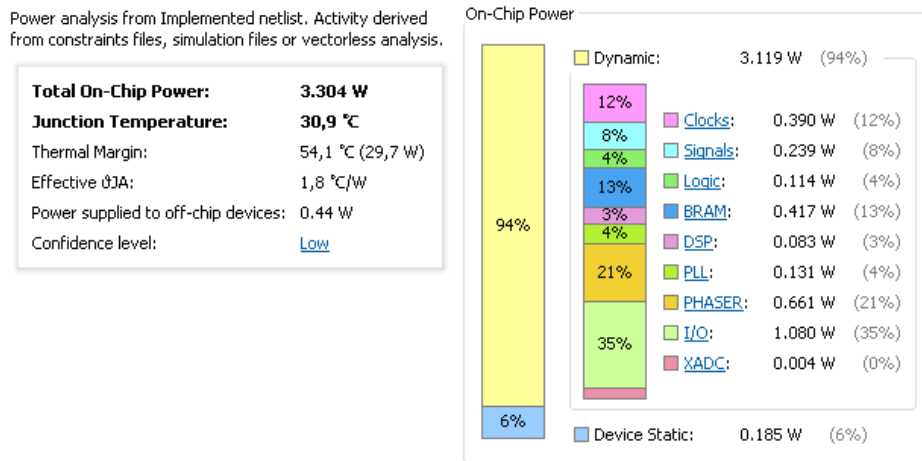 Power analysis from Implemented netlist. Activity derived
from constraints files, simulation files or vectorless analysis.
Total On-Chip Power: 3.304 W
Junction Temperature: 30,9 °C
Thermal Margin: 54,1 °C (29,7 W)
Effective ϑJA: 1,8 °C/W
Power supplied to off-chip devices: 0.44 W
Confidence level: Low
On-Chip Power
94%
6%
Dynamic: 3.119 W (94%)
12%
8%
4%
13%
3%
4%
21%
35%
Clocks: 0.390 W (12%)
Signals: 0.239 W (8%)
Logic: 0.114 W (4%)
BRAM: 0.417 W (13%)
DSP: 0.083 W (3%)
PLL: 0.131 W (4%)
PHASER: 0.661 W (21%)
I/O: 1.080 W (35%)
XADC: 0.004 W (0%)
Device Static: 0.185 W (6%)